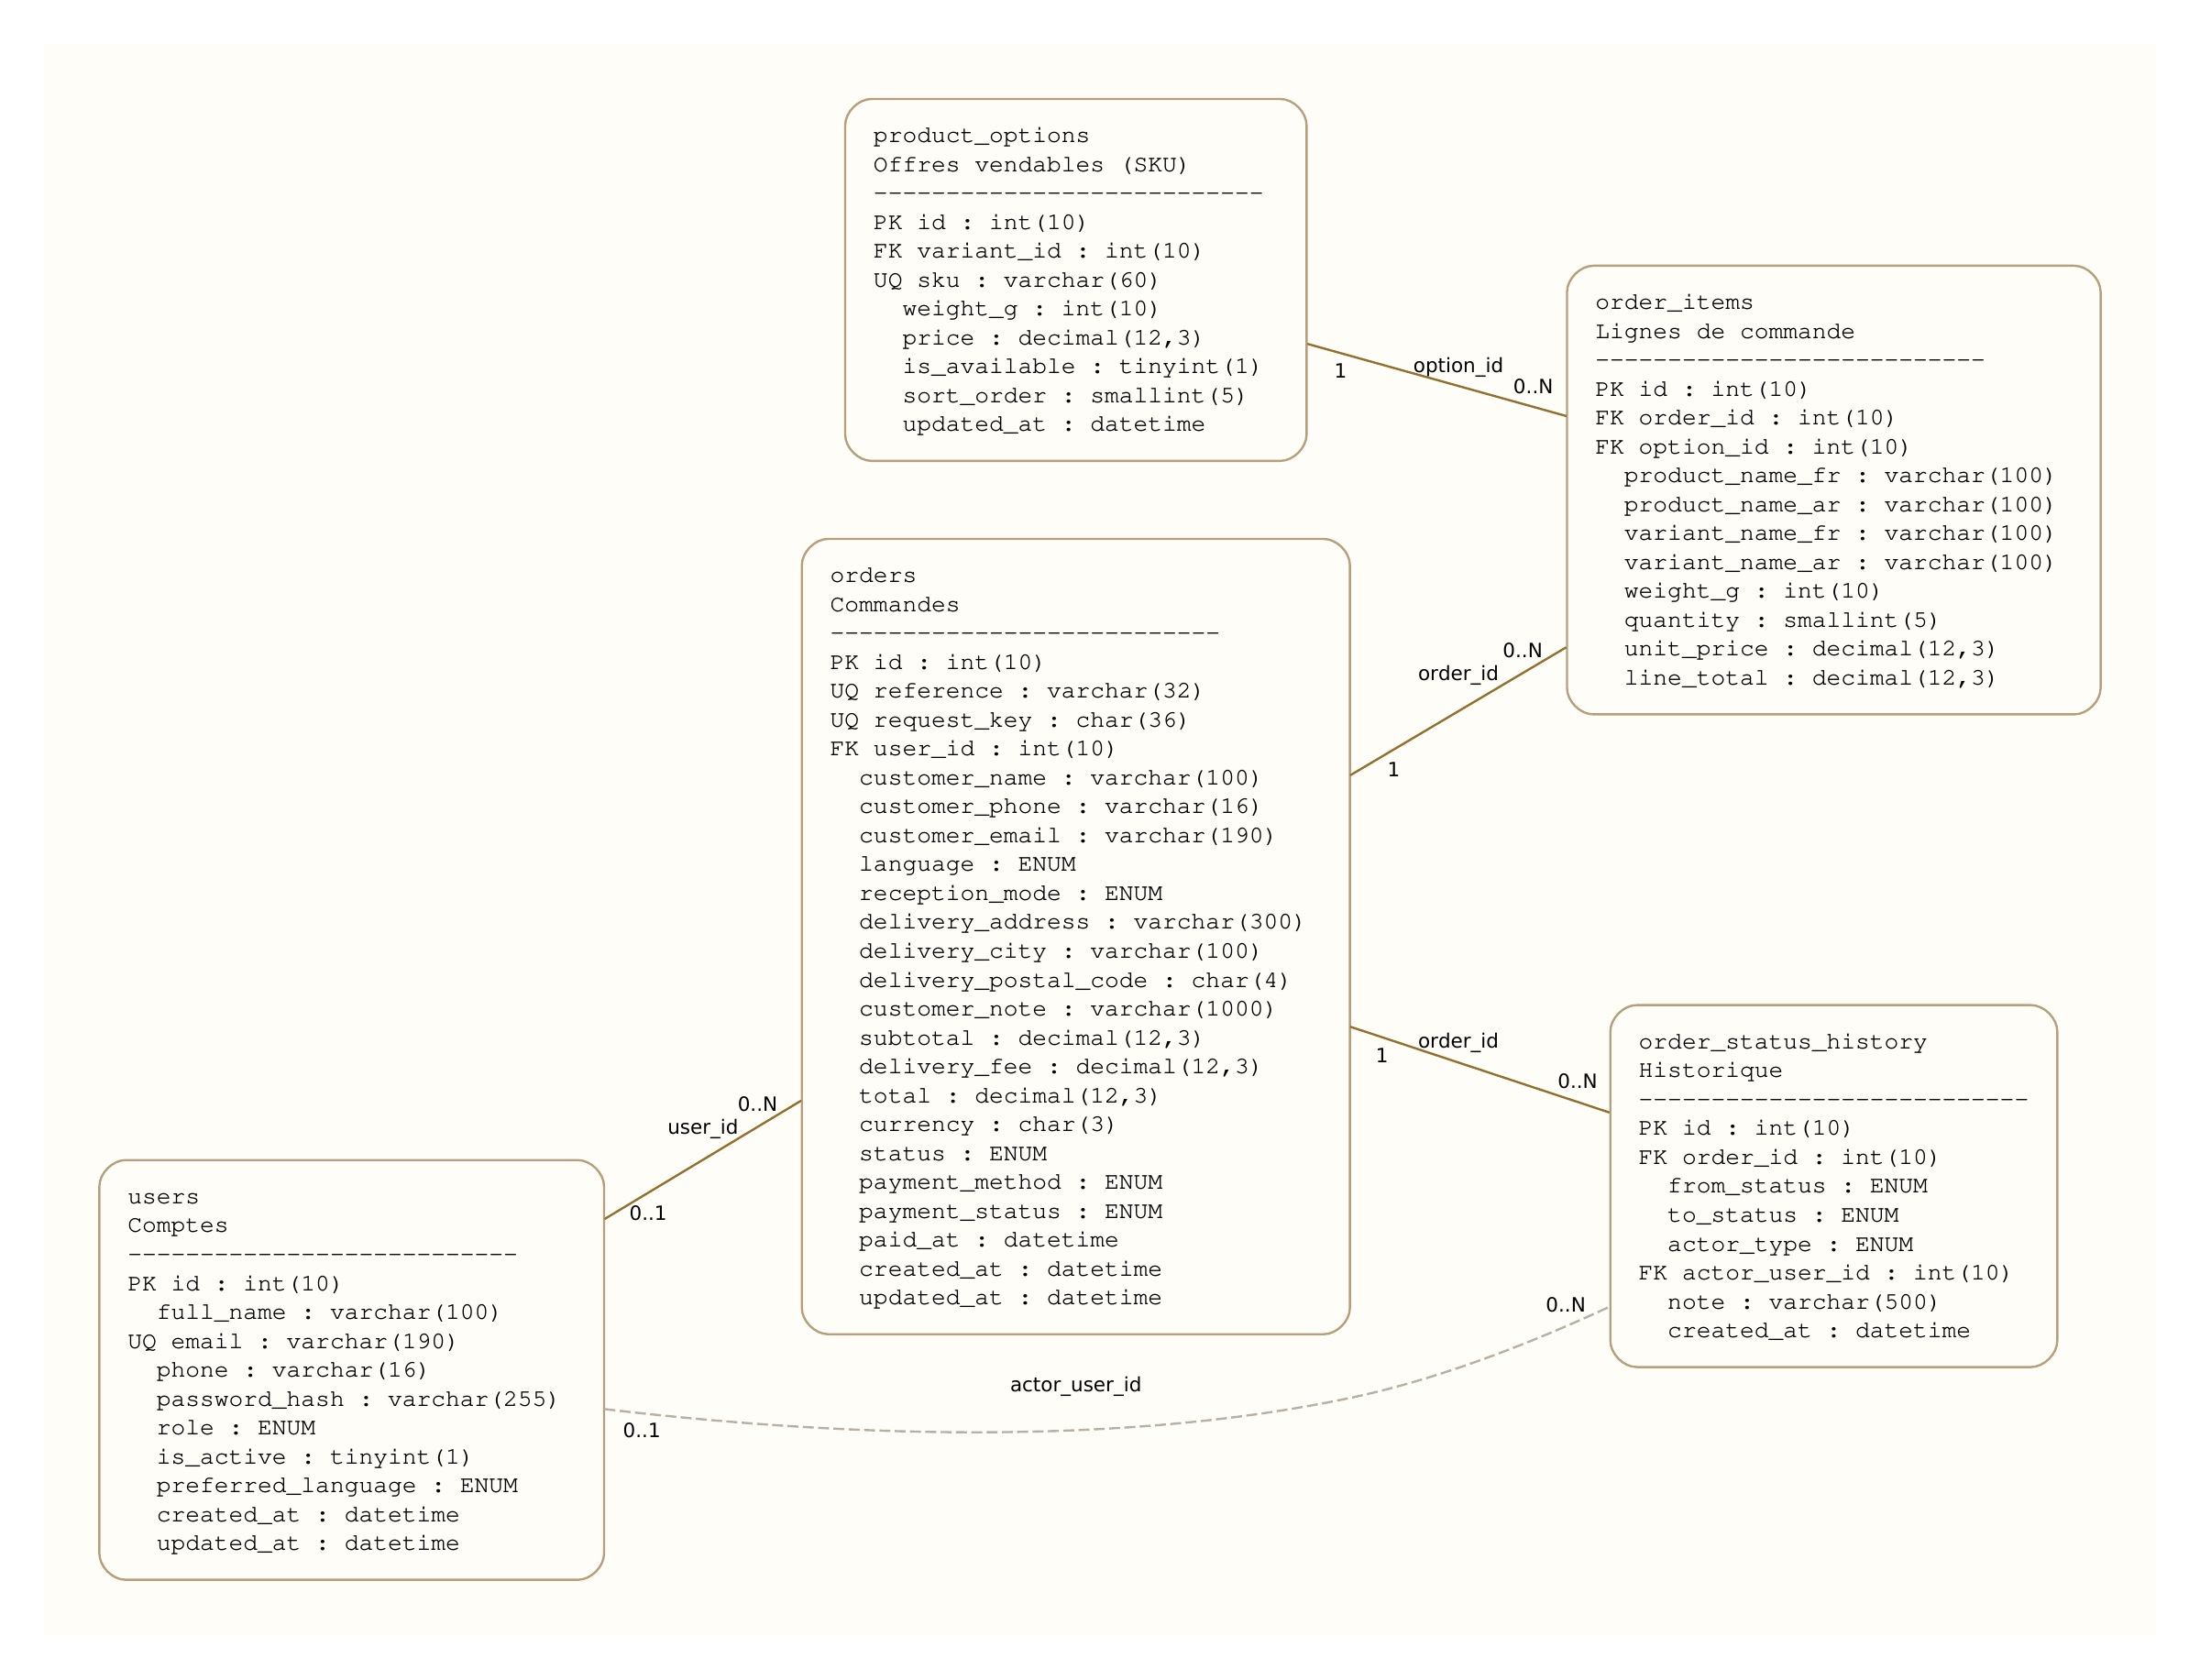 product_options
Offres vendables (SKU)
---------------------------
PK id : int(10)
FK variant_id : int(10)
UQ sku : varchar(60)
weight_g : int(10)
price : decimal(12,3)
is_available : tinyint(1)
sort_order : smallint(5)
updated_at : datetime
1
option_id
0..N
order_items
Lignes de commande
---------------------------
PK id : int(10)
FK order_id : int(10)
FK option_id : int(10)
product_name_fr : varchar(100)
product_name_ar : varchar(100)
variant_name_fr : varchar(100)
variant_name_ar : varchar(100)
weight_g : int(10)
quantity : smallint(5)
unit_price : decimal(12,3)
line_total : decimal(12,3)
orders
Commandes
---------------------------
PK id : int(10)
UQ reference : varchar(32)
UQ request_key : char(36)
FK user_id : int(10)
customer_name : varchar(100)
customer_phone : varchar(16)
customer_email : varchar(190)
language : ENUM
reception_mode : ENUM
delivery_address : varchar(300)
delivery_city : varchar(100)
delivery_postal_code : char(4)
customer_note : varchar(1000)
subtotal : decimal(12,3)
delivery_fee : decimal(12,3)
total : decimal(12,3)
currency : char(3)
status : ENUM
payment_method : ENUM
payment_status : ENUM
paid_at : datetime
created_at : datetime
updated_at : datetime
0..N
order_id
1
order_id
1
0..N
order_status_history
Historique
---------------------------
PK id : int(10)
FK order_id : int(10)
from_status : ENUM
to_status : ENUM
actor_type : ENUM
FK actor_user_id : int(10)
note : varchar(500)
created_at : datetime
0..N
user_id
0..1
users
Comptes
---------------------------
PK id : int(10)
full_name : varchar(100)
UQ email : varchar(190)
phone : varchar(16)
password_hash : varchar(255)
role : ENUM
is_active : tinyint(1)
preferred_language : ENUM
created_at : datetime
updated_at : datetime
0..N
actor_user_id
0..1